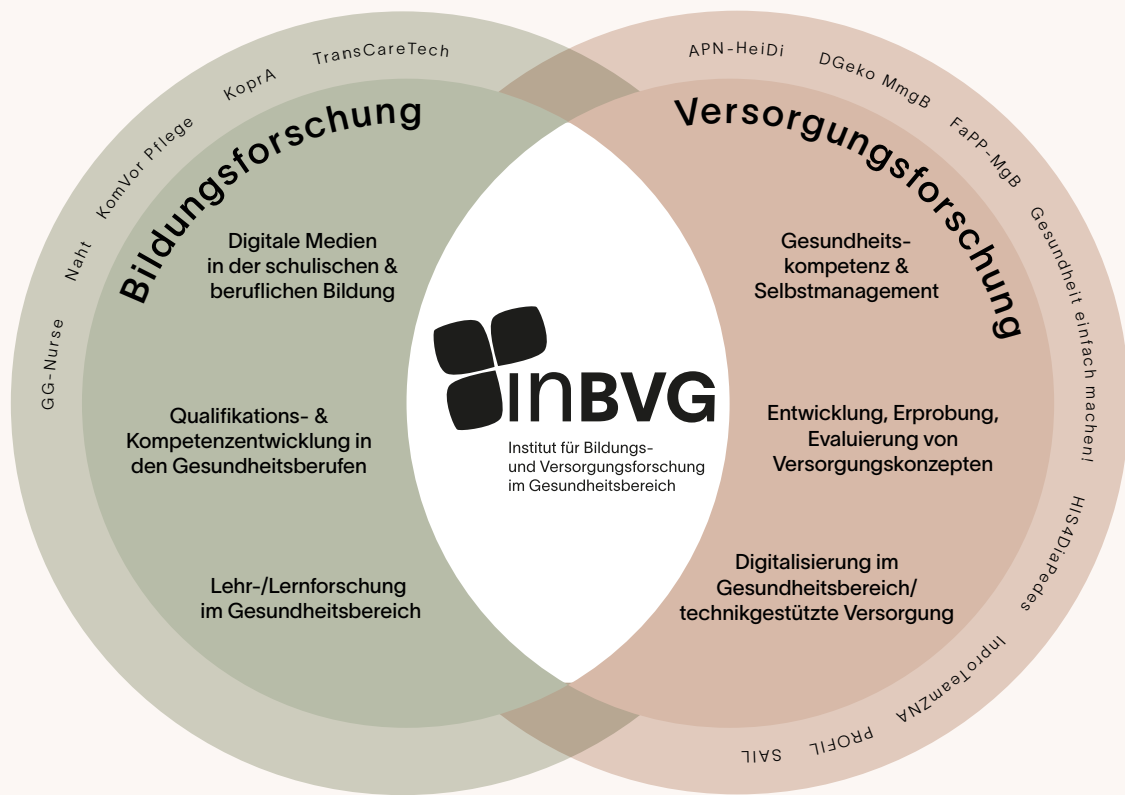 GG-Nurse
Naht
KomVor Pflege
KoprA
TransCareTech
Bildungsforschung
Digitale Medien
in der schulischen &
beruflichen Bildung
Qualifikations- &
Kompetenzentwicklung in
den Gesundheitsberufen
Lehr-/Lernforschung
im Gesundheitsbereich
inBVG
Institut für Bildungs-
und Versorgungsforschung
im Gesundheitsbereich
APN-HeiDi
DGeko MmgB
FaPP-MgB
Gesundheit einfach machen!
HIS4DiaPedes
InproTeamZNA
PROFIL
SAIL
Versorgungsforschung
Gesundheits-
kompetenz &
Selbstmanagement
Entwicklung, Erprobung,
Evaluierung von
Versorgungskonzepten
Digitalisierung im
Gesundheitsbereich/
technikgestützte Versorgung